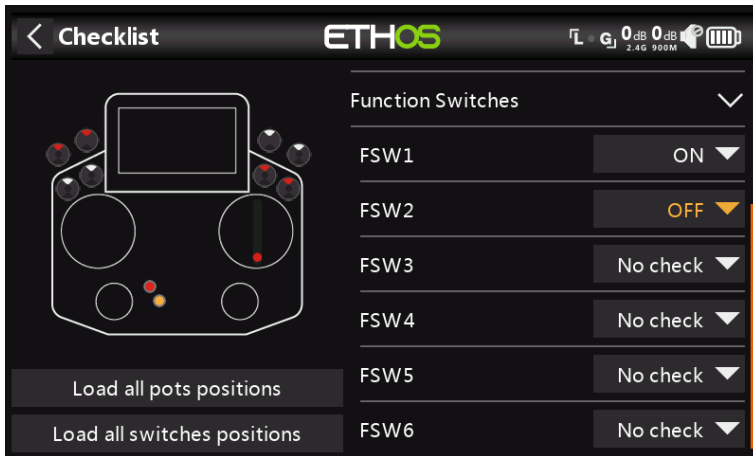 Checklist
ETHOS
L G 0dB 0dB
2.4G 900M
Function Switches
FSW1 ON
FSW2 OFF
FSW3 No check
FSW4 No check
FSW5 No check
FSW6 No check
Load all pots positions
Load all switches positions